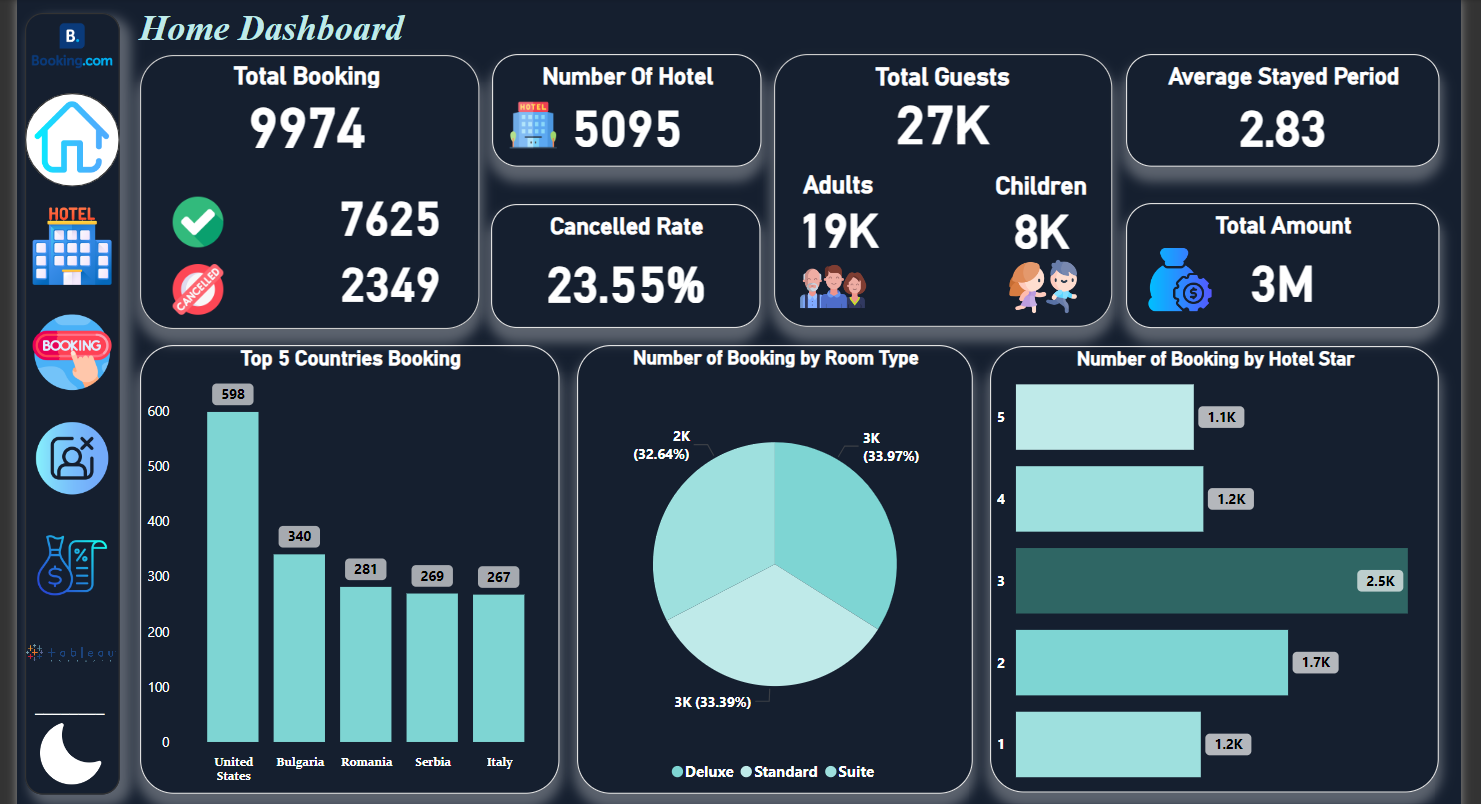 B.
Booking.com
HOTEL
BOOKING
Home Dashboard
Total Booking
9974
7625
CANCELLED
2349
Number Of Hotel
HOTEL
5095
Cancelled Rate
23.55%
Total Guests
27K
Adults
19K
Children
8K
Average Stayed Period
2.83
Total Amount
3M
Top 5 Countries Booking
600
500
400
300
200
100
0
598
340
281
269
267
United States
Bulgaria
Romania
Serbia
Italy
Number of Booking by Room Type
2K
(32.64%)
3K
(33.97%)
3K (33.39%)
Deluxe Standard Suite
Number of Booking by Hotel Star
5 1.1K
4 1.2K
3 2.5K
2 1.7K
1 1.2K
tableau